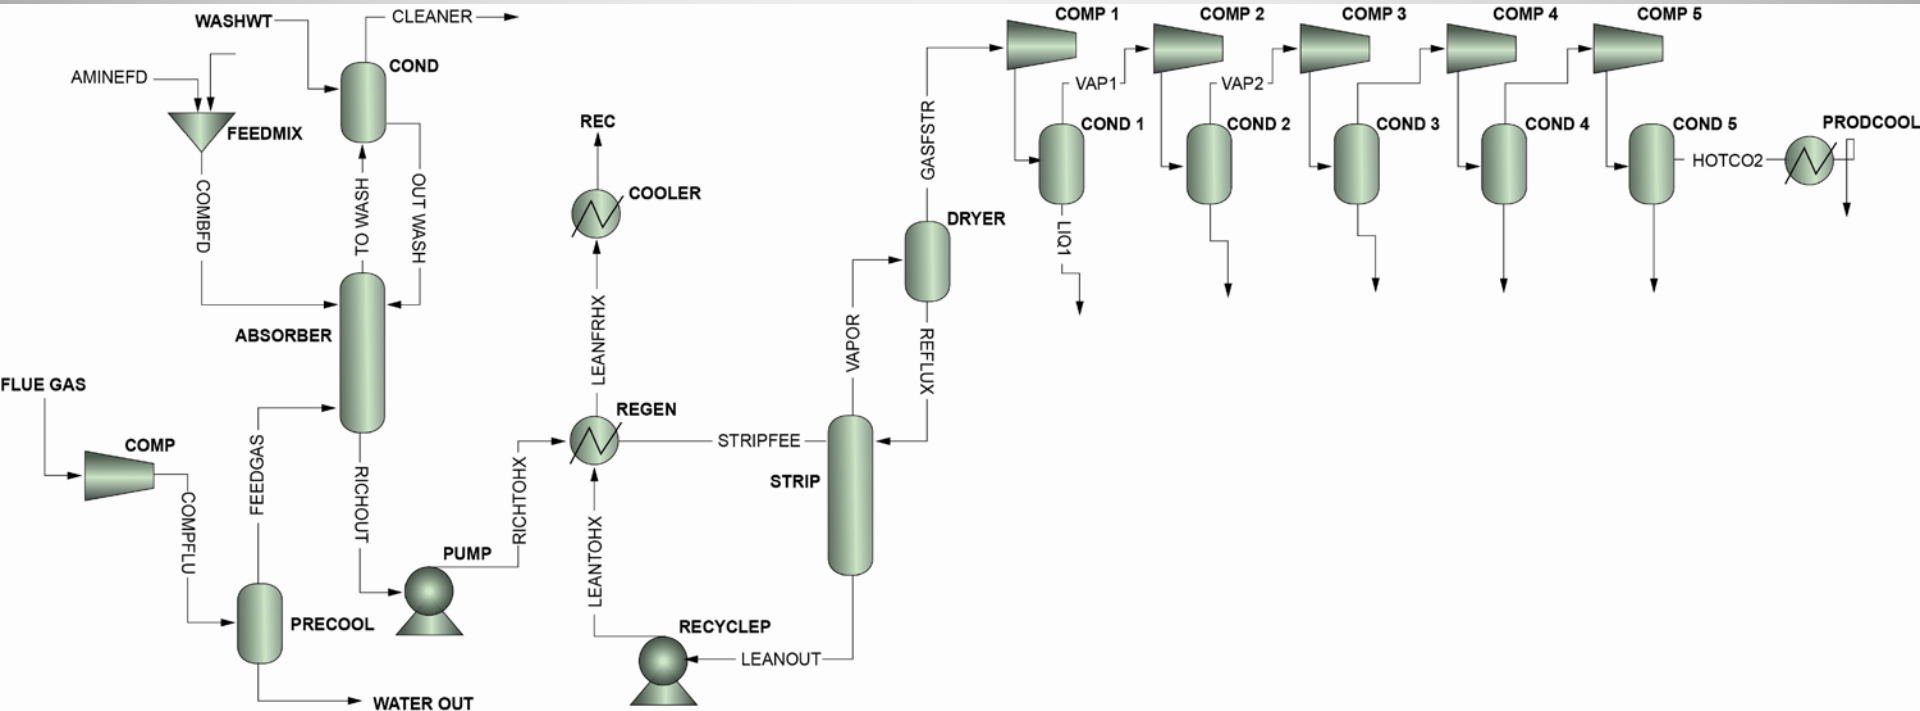 WASHWT
CLEANER
COMP 1
COMP 2
COMP 3
COMP 4
COMP 5
AMINEFD
COND
VAP1
VAP2
FEEDMIX
REC
COND 1
COND 2
COND 3
COND 4
COND 5
PRODCOOL
GASFSTR
HOTCO2
COMBFD
TO WASH
OUT WASH
COOLER
DRYER
LIQ1
ABSORBER
LEANFRHX
VAPOR
REFLUX
FLUE GAS
REGEN
COMP
STRIPFEE
FEEDGAS
RICHOUT
RICHTOHX
STRIP
COMPFLU
PUMP
LEANTOHX
PRECOOL
RECYCLEP
LEANOUT
WATER OUT